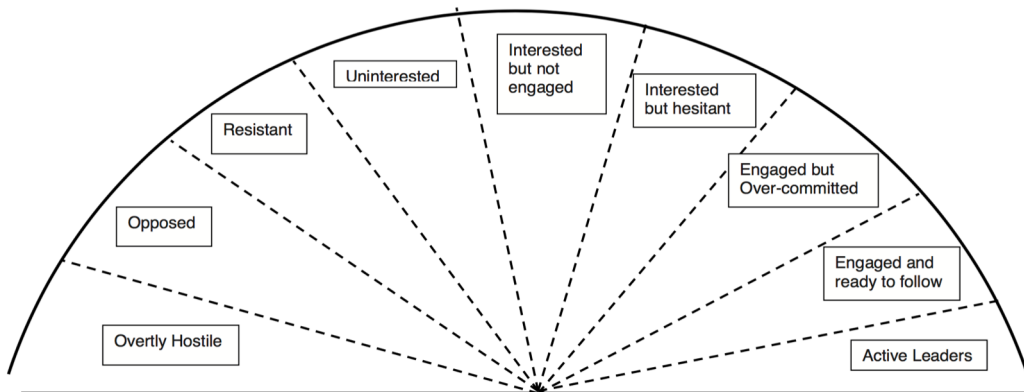 Overtly Hostile
Opposed
Resistant
Uninterested
Interested
but not
engaged
Interested
but hesitant
Engaged but
Over-committed
Engaged and
ready to follow
Active Leaders